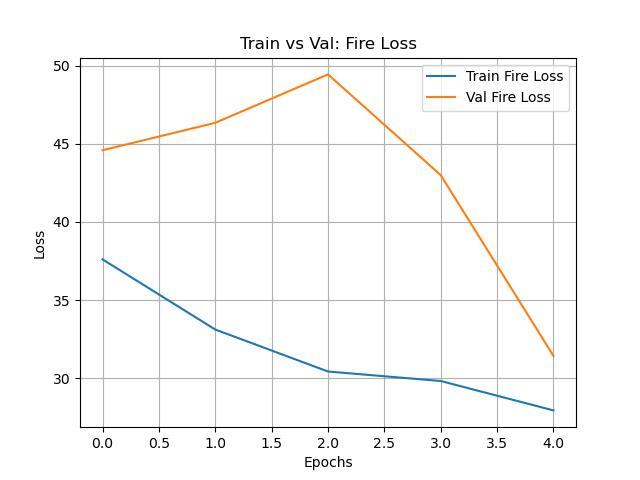 Train vs Val: Fire Loss
Train Fire Loss
Val Fire Loss
50
45
40
35
30
Loss
0.0 0.5 1.0 1.5 2.0 2.5 3.0 3.5 4.0
Epochs